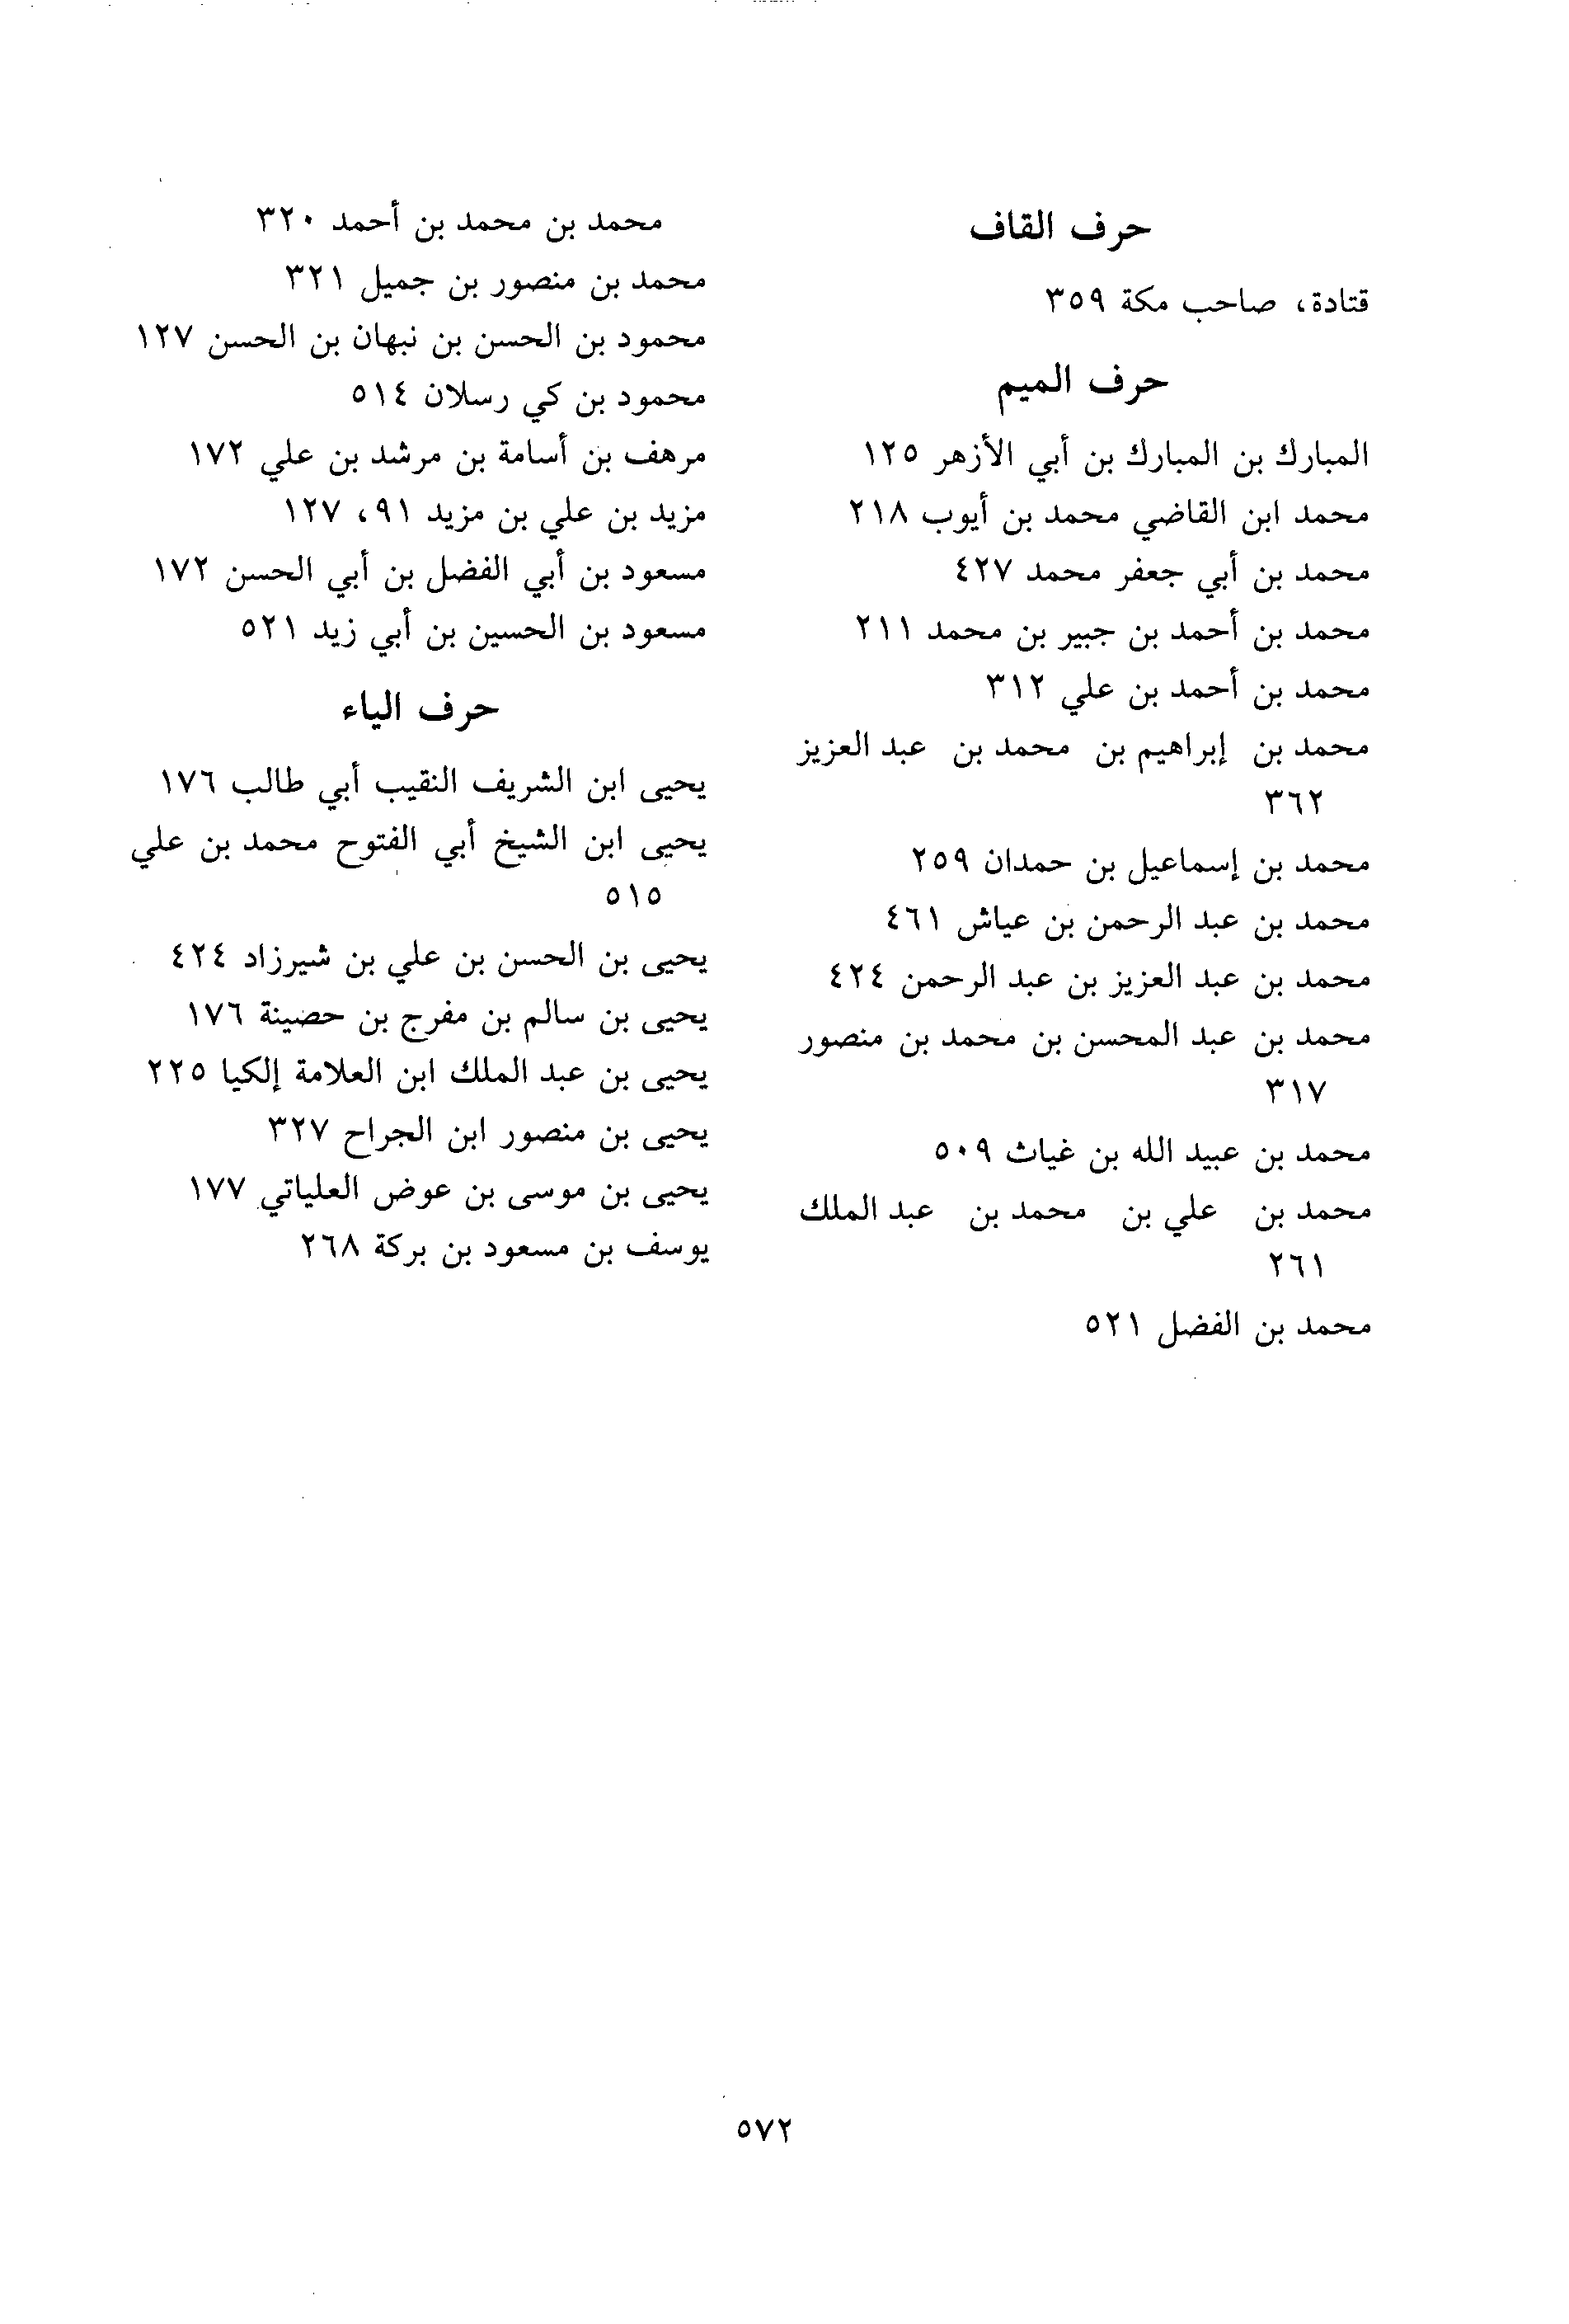 حرف القاف
قتادة، صاحب مكة ٣٥٩
حرف الميم
المبارك بن المبارك بن أبي الأزهر ١٢٥
محمد ابن القاضي محمد بن أيوب ٢١٨
محمد بن أبي جعفر محمد ٤٢٧
محمد بن أحمد بن جبير بن محمد ٢١١
محمد بن أحمد بن علي ٣١٢
محمد بن إبراهيم بن محمد بن عبد العزيز
٣٦٢
محمد بن إسماعيل بن حمدان ٢٥٩
محمد بن عبد الرحمن بن عياش ٤٦١
محمد بن عبد العزيز بن عبد الرحمن ٤٢٤
محمد بن عبد المحسن بن محمد بن منصور
٣١٧
محمد بن عبيد الله بن غياث ٥٠٩
محمد بن علي بن محمد بن عبد الملك
٢٦١
محمد بن الفضل ٥٢١
محمد بن محمد بن أحمد ٣٢٠
محمد بن منصور بن جميل ٣٢١
محمود بن الحسن بن نبهان بن الحسن ١٢٧
محمود بن كي رسلان ٥١٤
مرهف بن أسامة بن مرشد بن علي ١٧٢
مزيد بن علي بن مزيد ٩١، ١٢٧
مسعود بن أبي الفضل بن أبي الحسن ١٧٢
مسعود بن الحسين بن أبي زيد ٥٢١
حرف الياء
يحيى ابن الشريف النقيب أبي طالب ١٧٦
يحيى ابن الشيخ أبي الفتوح محمد بن علي
٥١٥
يحيى بن الحسن بن علي بن شيرزاد ٤٢٤
يحيى بن سالم بن مفرج بن حصينة ١٧٦
يحيى بن عبد الملك ابن العلامة إلكيا ٢٢٥
يحيى بن منصور ابن الجراح ٣٢٧
يحيى بن موسى بن عوض العلياتي ١٧٧
يوسف بن مسعود بن بركة ٢٦٨
٥٧٢